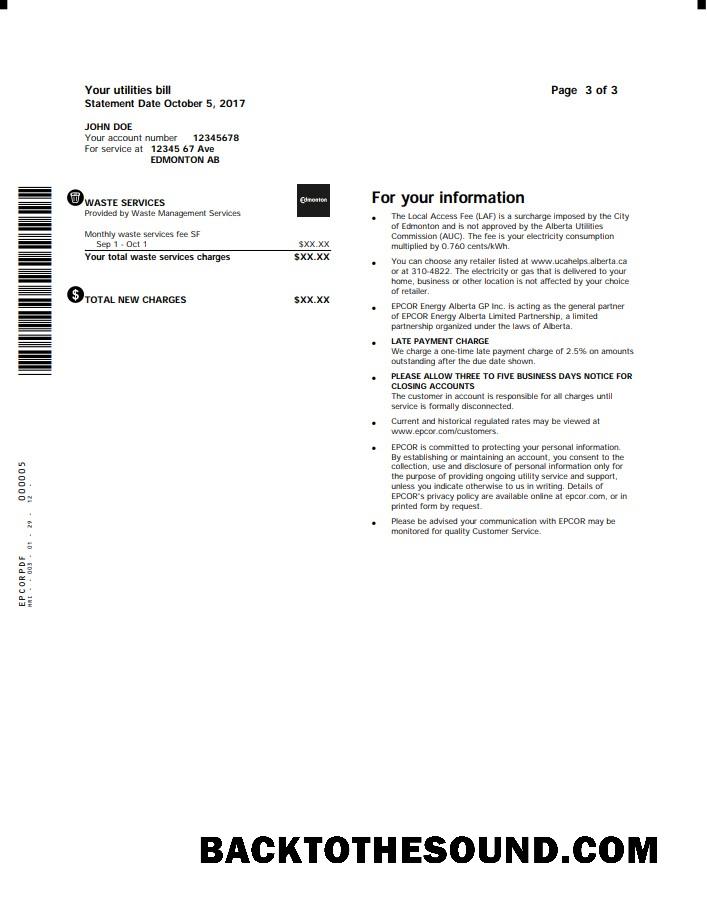 Your utilities bill
Statement Date October 5, 2017
Page 3 of 3
JOHN DOE
Your account number 12345678
For service at 12345 67 Ave
EDMONTON AB
WASTE SERVICES
Provided by Waste Management Services
Edmonton
Monthly waste services fee SF
Sep 1 - Oct 1 $XX.XX
Your total waste services charges $XX.XX
$ TOTAL NEW CHARGES $XX.XX
For your information
• The Local Access Fee (LAF) is a surcharge imposed by the City
of Edmonton and is not approved by the Alberta Utilities
Commission (AUC). The fee is your electricity consumption
multiplied by 0.760 cents/kWh.
• You can choose any retailer listed at www.ucahelps.alberta.ca
or at 310-4822. The electricity or gas that is delivered to your
home, business or other location is not affected by your choice
of retailer.
• EPCOR Energy Alberta GP Inc. is acting as the general partner
of EPCOR Energy Alberta Limited Partnership, a limited
partnership organized under the laws of Alberta.
• LATE PAYMENT CHARGE
We charge a one-time late payment charge of 2.5% on amounts
outstanding after the due date shown.
• PLEASE ALLOW THREE TO FIVE BUSINESS DAYS NOTICE FOR
CLOSING ACCOUNTS
The customer in account is responsible for all charges until
service is formally disconnected.
• Current and historical regulated rates may be viewed at
www.epcor.com/customers.
• EPCOR is committed to protecting your personal information.
By establishing or maintaining an account, you consent to the
collection, use and disclosure of personal information only for
the purpose of providing ongoing utility service and support,
unless you indicate otherwise to us in writing. Details of
EPCOR's privacy policy are available online at epcor.com, or in
printed form by request.
• Please be advised your communication with EPCOR may be
monitored for quality Customer Service.
EPCORPDF 000005
HRI - - 003 - 01 - 29 - 12 -
BACKTOTHESOUND.COM